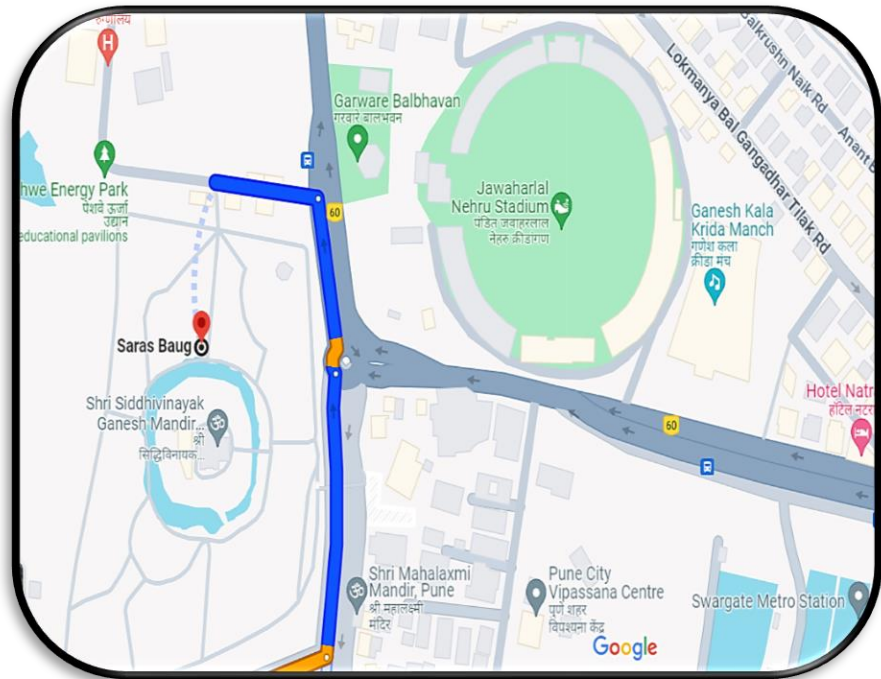 रुग्णालय
H
Garware Balbhavan
गरवारे बालभवन
Lokmanya Bal Gangadhar Tilak Rd
Balkrushn Naik Rd
Anant
hwe Energy Park
पेशवे ऊर्जा
उद्यान
educational pavilions
60
Jawaharlal
Nehru Stadium
पंडित जवाहरलाल
नेहरू क्रीडांगण
Ganesh Kala
Krida Manch
गणेश कला
क्रीडा मंच
Saras Baug
Shri Siddhivinayak
Ganesh Mandir...
श्री
सिद्धिविनायक...
Hotel Natr
हॉटेल नटर
60
Shri Mahalaxmi
Mandir, Pune
श्री महालक्ष्मी
मंदिर
Pune City
Vipassana Centre
पुणे शहर
विपश्यना केंद्र
Swargate Metro Station
Google